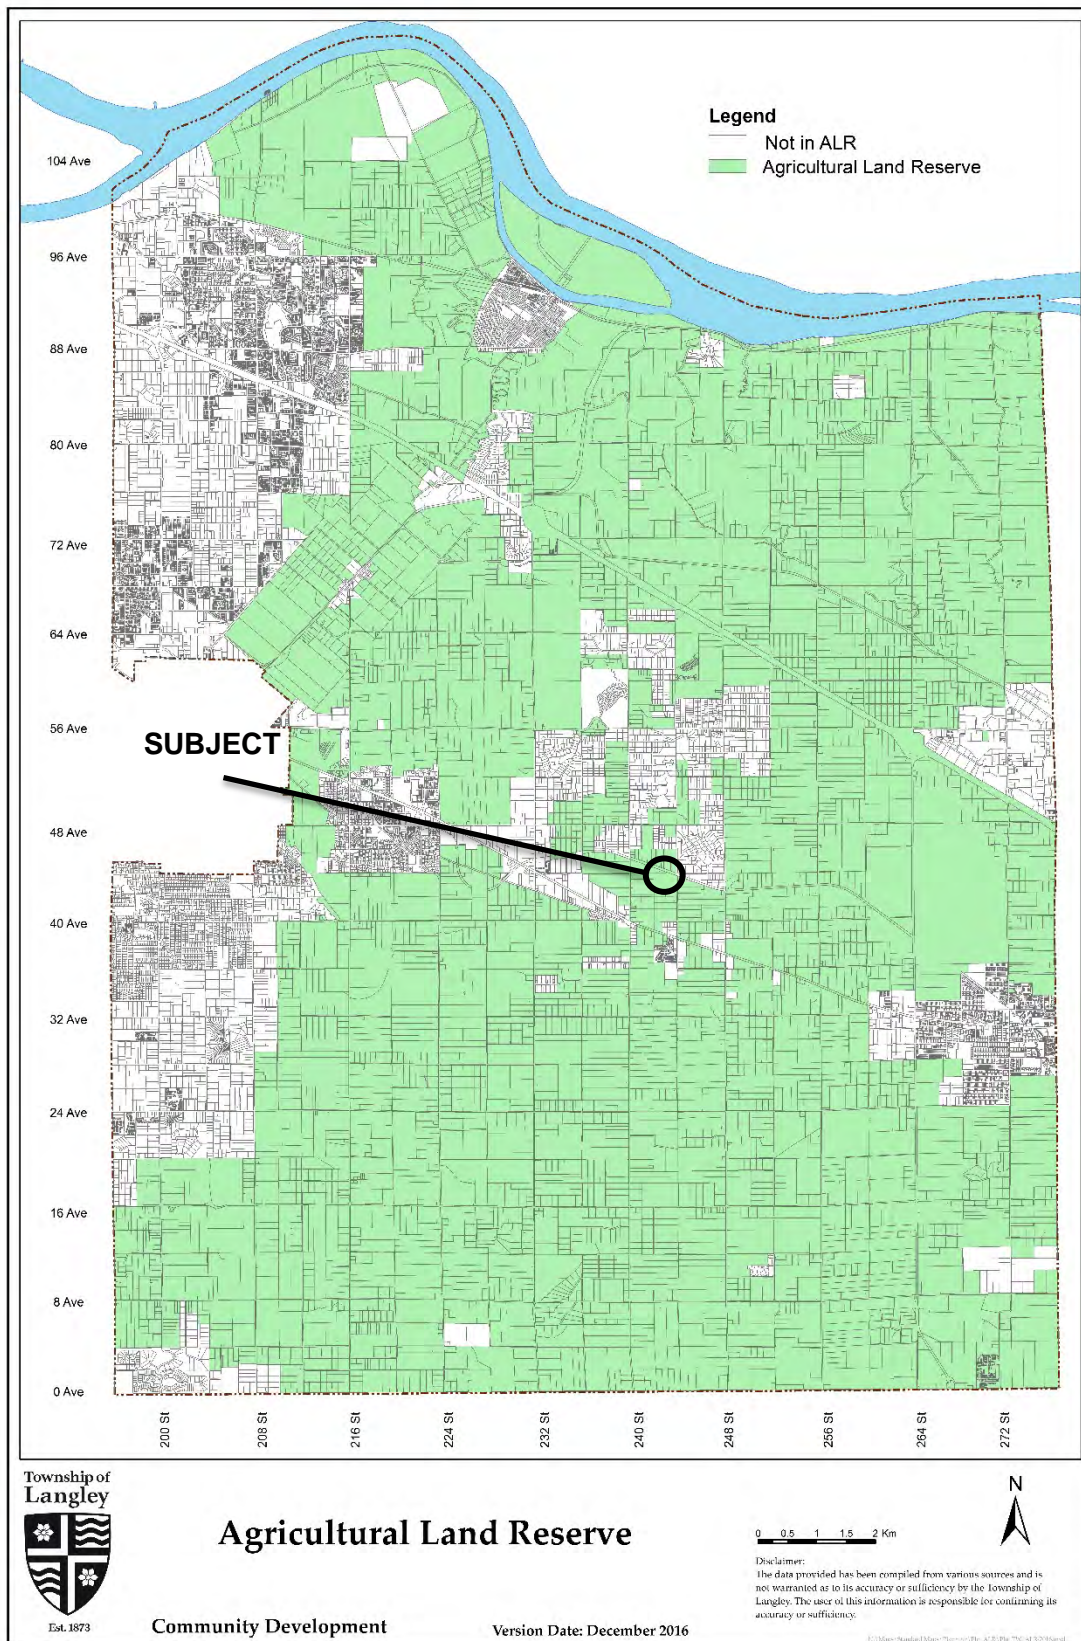 Legend
Not in ALR
Agricultural Land Reserve
104 Ave
96 Ave
88 Ave
80 Ave
72 Ave
64 Ave
56 Ave
SUBJECT
48 Ave
40 Ave
32 Ave
24 Ave
16 Ave
8 Ave
0 Ave
200 St
208 St
216 St
224 St
232 St
240 St
248 St
256 St
264 St
272 St
Township of
Langley
Est. 1873
Agricultural Land Reserve
Community Development
Version Date: December 2016
0 0.5 1 1.5 2 Km
N
Disclaimer:
The data provided has been compiled from various sources and is
not warranted as to its accuracy or sufficiency by the Township of
Langley. The user of this information is responsible for confirming its
accuracy or sufficiency.